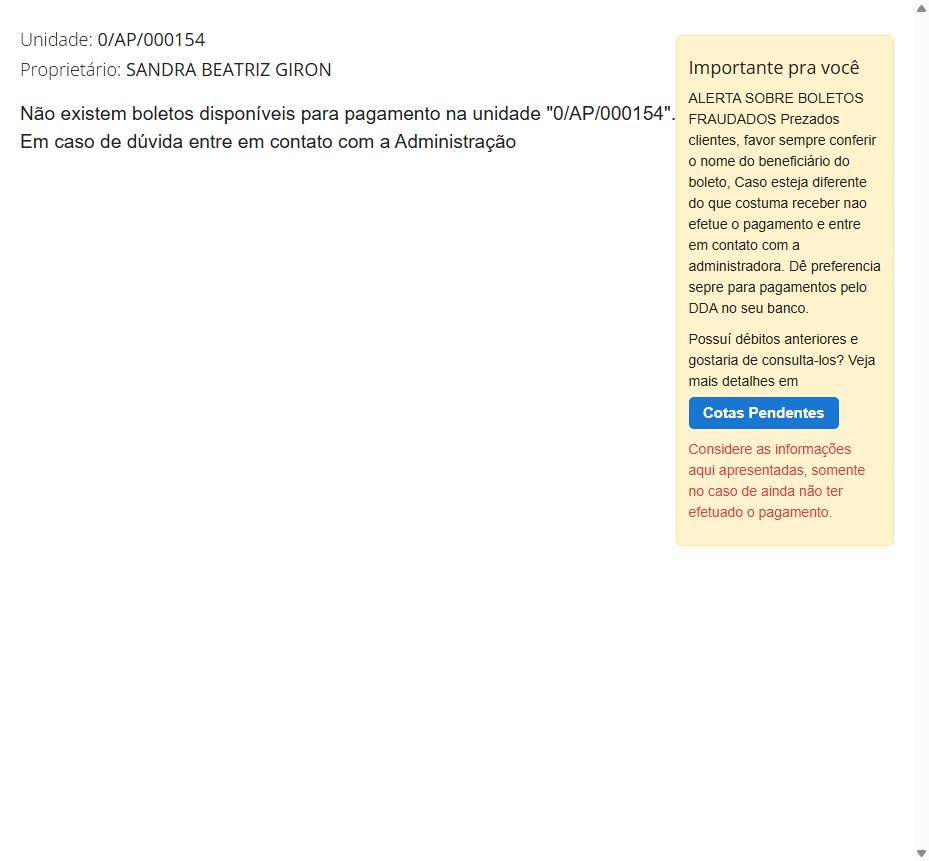 Unidade: 0/AP/000154
Proprietário: SANDRA BEATRIZ GIRON
Não existem boletos disponíveis para pagamento na unidade "0/AP/000154".
Em caso de dúvida entre em contato com a Administração
Importante pra você
ALERTA SOBRE BOLETOS
FRAUDADOS Prezados
clientes, favor sempre conferir
o nome do beneficiário do
boleto, Caso esteja diferente
do que costuma receber nao
efetue o pagamento e entre
em contato com a
administradora. Dê preferencia
sepre para pagamentos pelo
DDA no seu banco.
Possuí débitos anteriores e
gostaria de consulta-los? Veja
mais detalhes em
Cotas Pendentes
Considere as informações
aqui apresentadas, somente
no caso de ainda não ter
efetuado o pagamento.